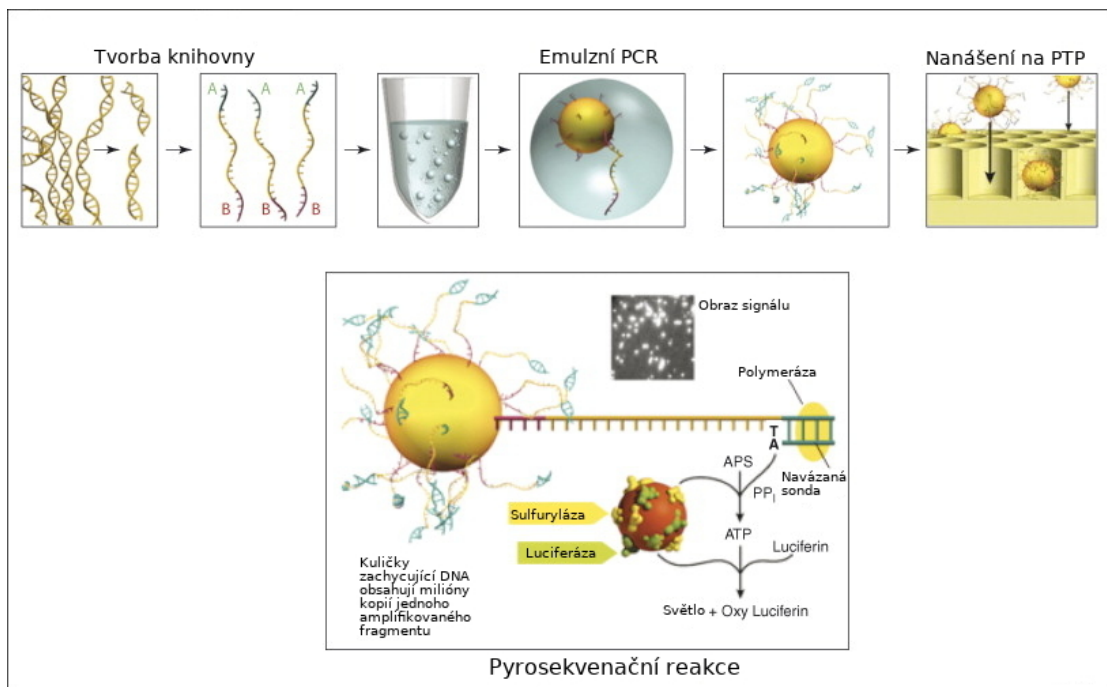 Tvorba knihovny
Emulzní PCR
Nanášení na PTP
A
A
A
B
B
B
Obraz signálu
Polymeráza
T
A
Navázaná
sonda
APS
PPI
Sulfuryláza
ATP
Luciferáza
Luciferin
Kuličky
zachycující DNA
obsahují milióny
kopií jednoho
amplifikovaného
fragmentu
Světlo + Oxy Luciferin
Pyrosekvenační reakce